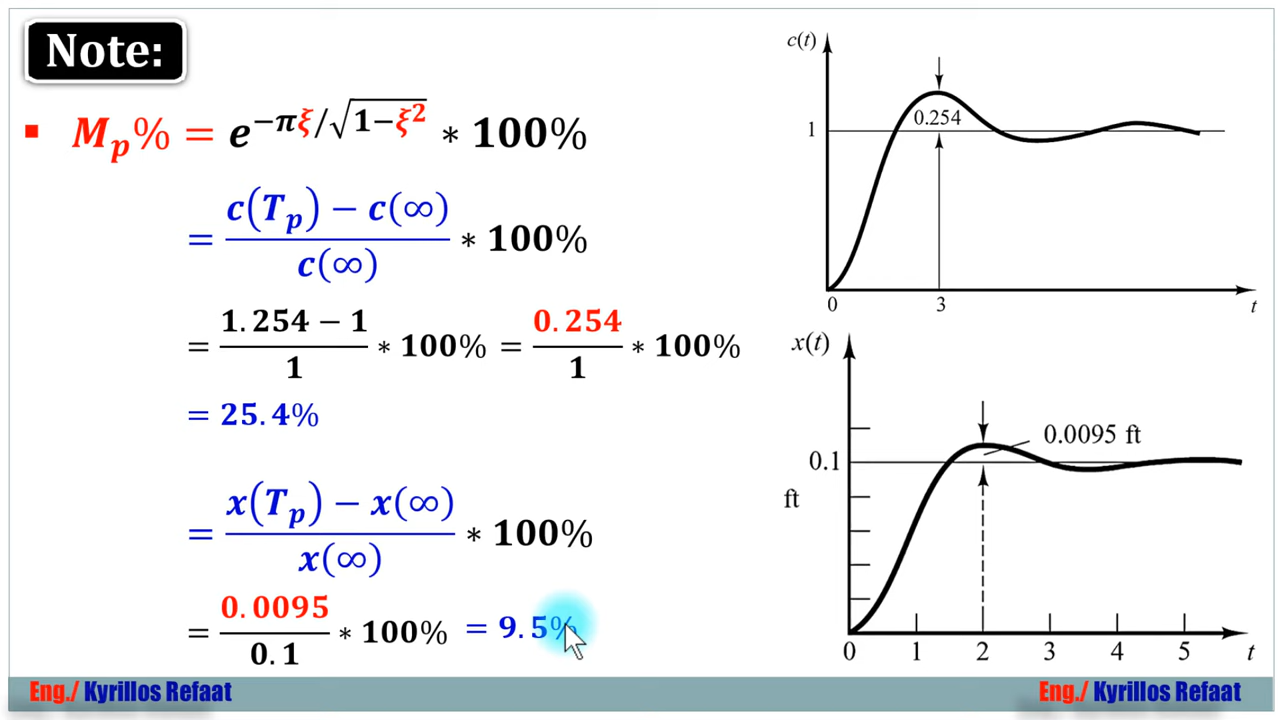 Note:
▪ M_p% = e^{-πξ/√(1-ξ²)} * 100%
= (c(T_p) - c(∞)) / c(∞) * 100%
= (1.254 - 1) / 1 * 100% = 0.254 / 1 * 100%
= 25.4%
= (x(T_p) - x(∞)) / x(∞) * 100%
= 0.0095 / 0.1 * 100% = 9.5%
c(t)
0.254
1
0 3 t
x(t)
0.0095 ft
0.1
ft
0 1 2 3 4 5 t
Eng./ Kyrillos Refaat
Eng./ Kyrillos Refaat